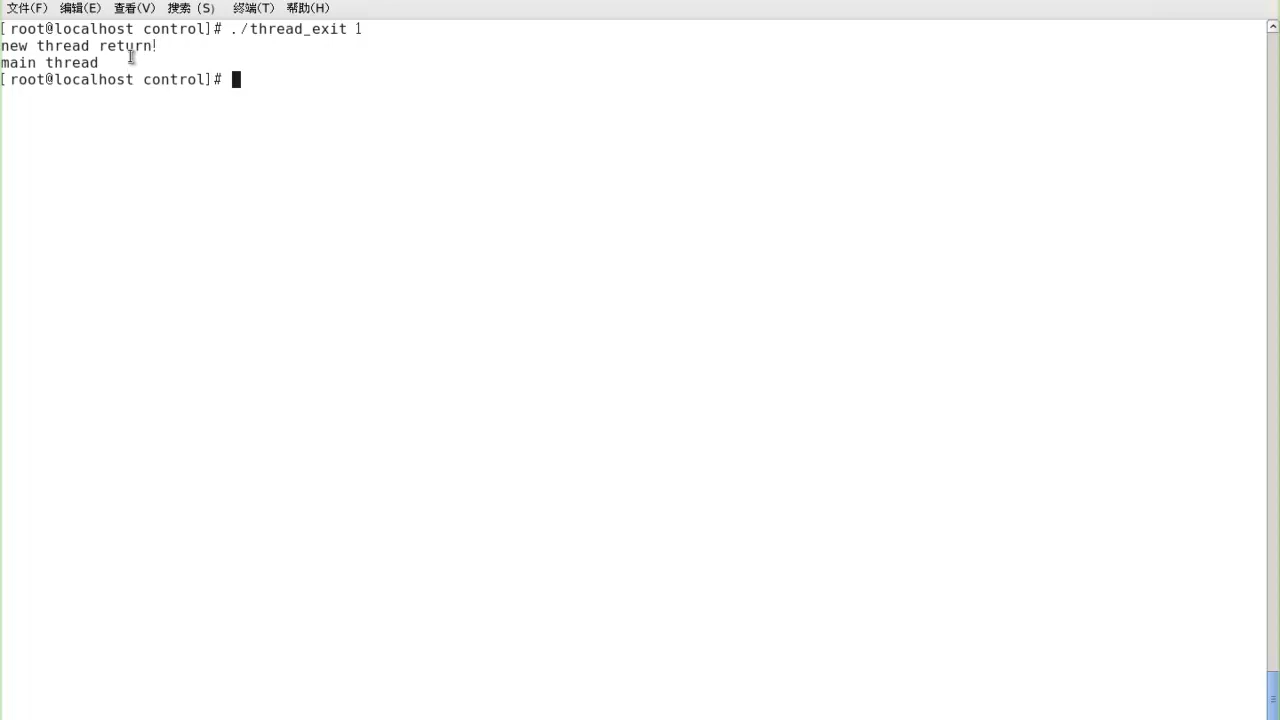 文件(F) 编辑(E) 查看(V) 搜索 (S) 终端(T) 帮助(H)
[root@localhost control]# ./thread_exit 1
new thread return!
main thread
[root@localhost control]#